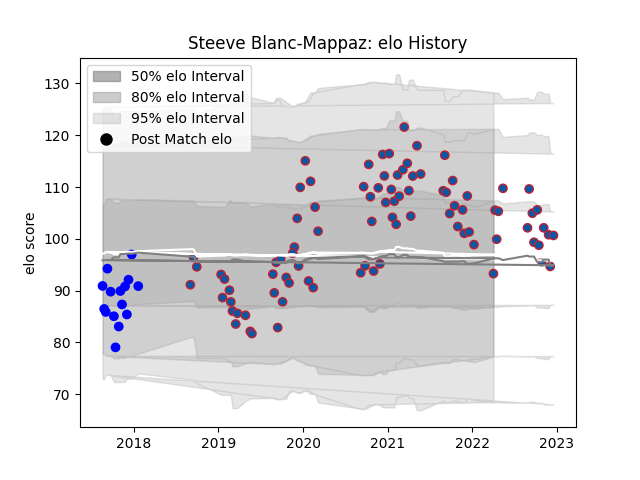 Steeve Blanc-Mappaz: elo History
50% elo Interval
80% elo Interval
95% elo Interval
Post Match elo
elo score
130
120
110
100
90
80
70
2018
2019
2020
2021
2022
2023